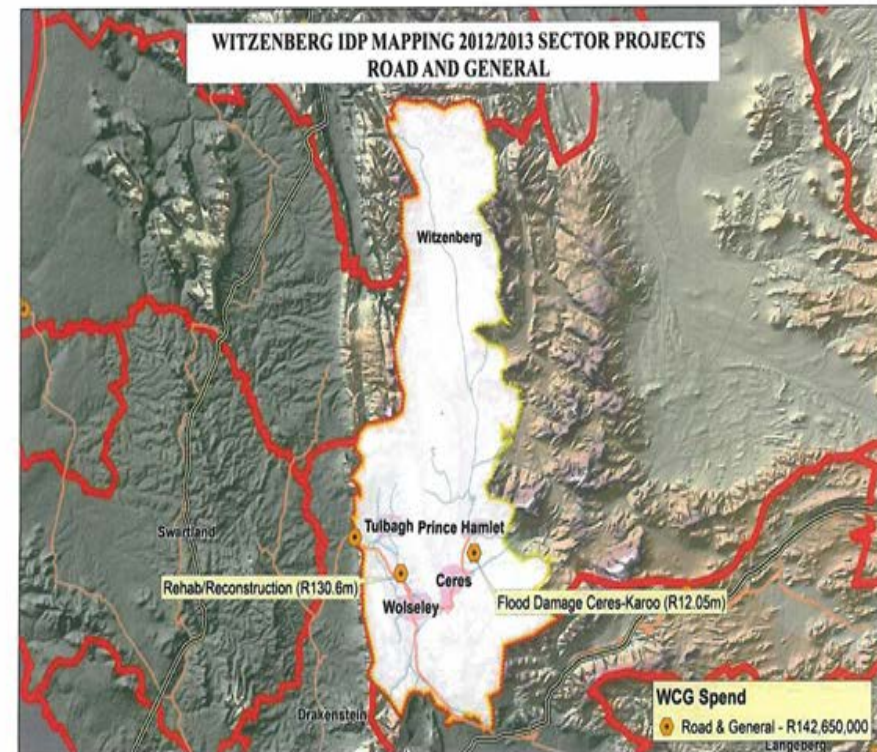 WITZENBERG IDP MAPPING 2012/2013 SECTOR PROJECTS
ROAD AND GENERAL
Witzenberg
Swartland
Tulbagh
Prince Hamlet
Rehab/Reconstruction (R130.6m)
Ceres
Wolseley
Flood Damage Ceres-Karoo (R12.05m)
Drakenstein
WCG Spend
Road & General - R142,650,000
Langeberg